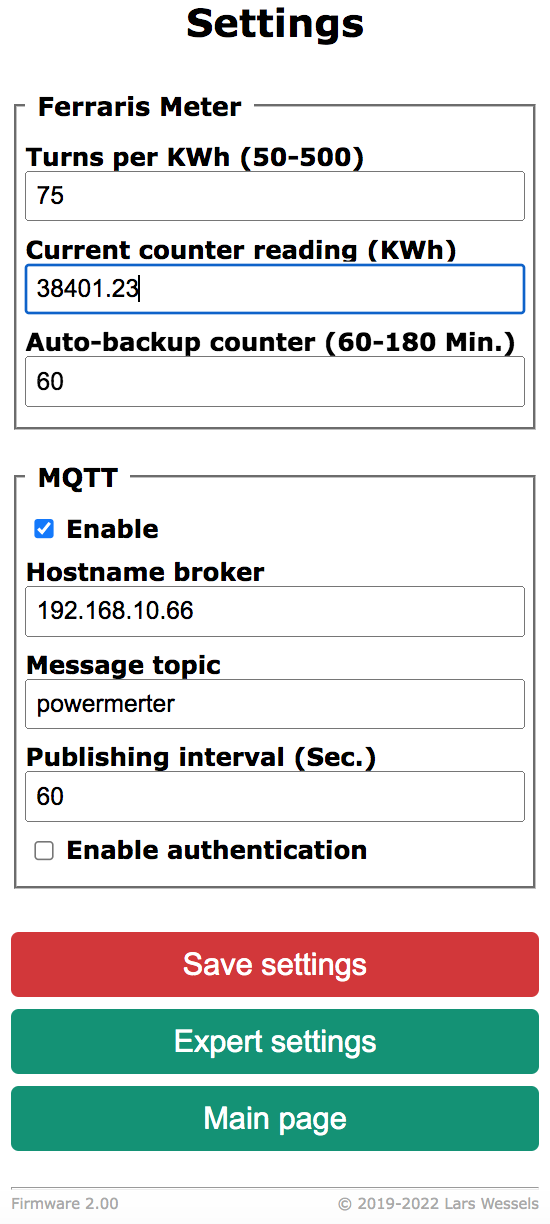 Settings
Ferraris Meter
Turns per KWh (50-500)
75
Current counter reading (KWh)
38401.23
Auto-backup counter (60-180 Min.)
60
MQTT
Enable
Hostname broker
192.168.10.66
Message topic
powermerter
Publishing interval (Sec.)
60
Enable authentication
Save settings
Expert settings
Main page
Firmware 2.00 © 2019-2022 Lars Wessels